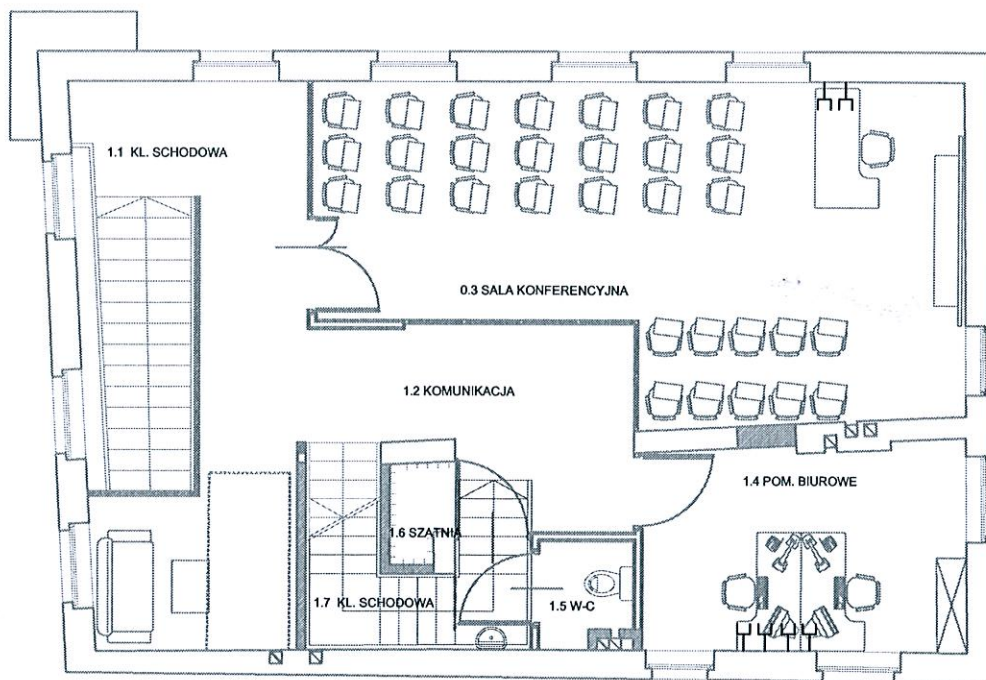 1.1 KL. SCHODOWA
0.3 SALA KONFERENCYJNA
1.2 KOMUNIKACJA
1.4 POM. BIUROWE
1.6 SZATNIA
1.7 KL. SCHODOWA
1.5 W-C